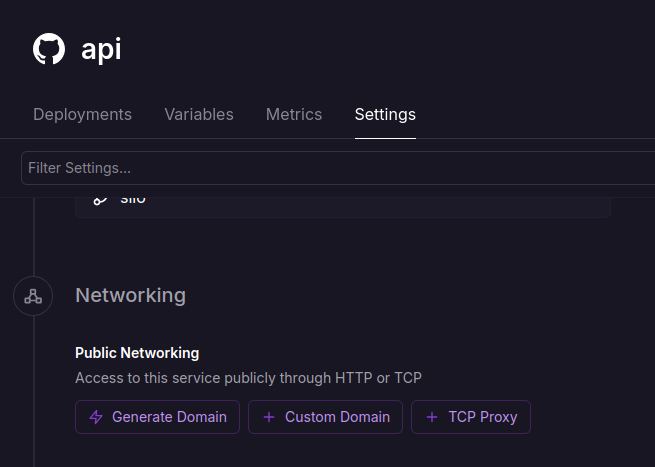 api
Deployments Variables Metrics Settings
Filter Settings...
Networking
Public Networking
Access to this service publicly through HTTP or TCP
Generate Domain + Custom Domain + TCP Proxy